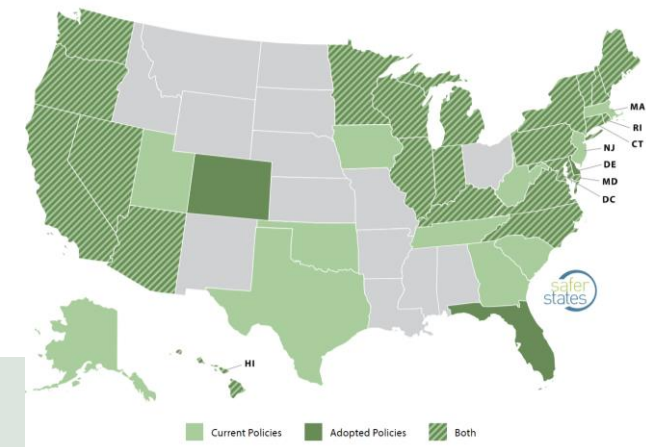 MA
RI
CT
NJ
DE
MD
DC
safer
states
HI
Current Policies
Adopted Policies
Both